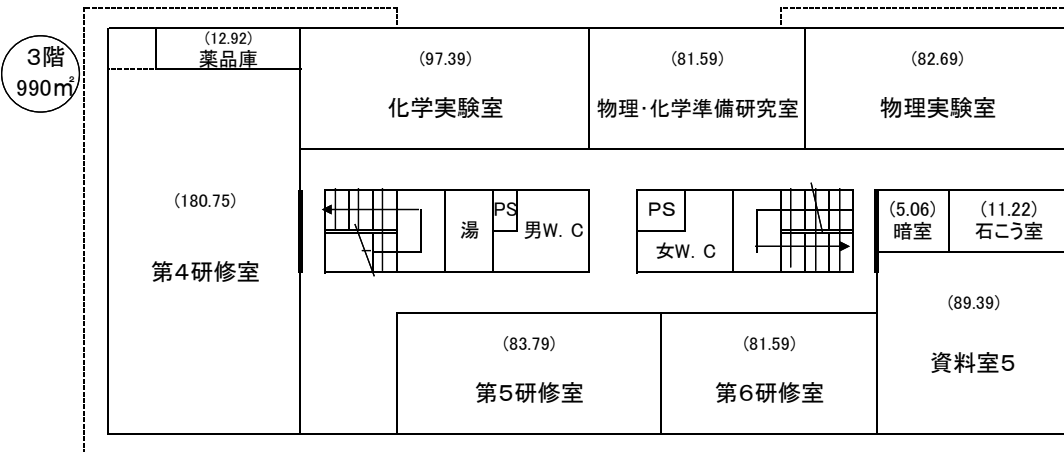 3階
990㎡
(12.92)
薬品庫
(97.39)
化学実験室
(81.59)
物理・化学準備研究室
(82.69)
物理実験室
(180.75)
第4研修室
湯
PS
男W.C
PS
女W.C
(5.06)
暗室
(11.22)
石こう室
(89.39)
資料室5
(83.79)
第5研修室
(81.59)
第6研修室